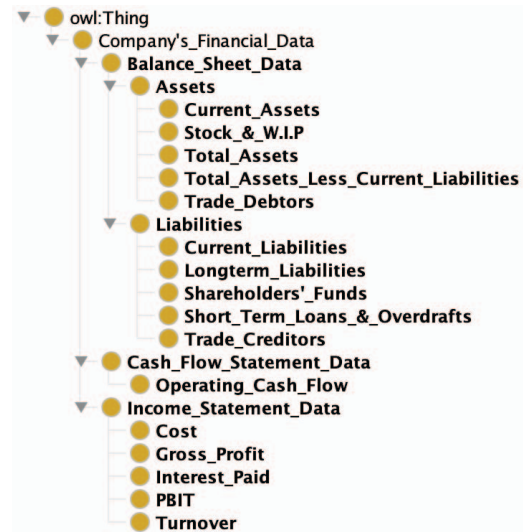 owl:Thing
Company's_Financial_Data
Balance_Sheet_Data
Assets
Current_Assets
Stock_&_W.I.P
Total_Assets
Total_Assets_Less_Current_Liabilities
Trade_Debtors
Liabilities
Current_Liabilities
Longterm_Liabilities
Shareholders'_Funds
Short_Term_Loans_&_Overdrafts
Trade_Creditors
Cash_Flow_Statement_Data
Operating_Cash_Flow
Income_Statement_Data
Cost
Gross_Profit
Interest_Paid
PBIT
Turnover